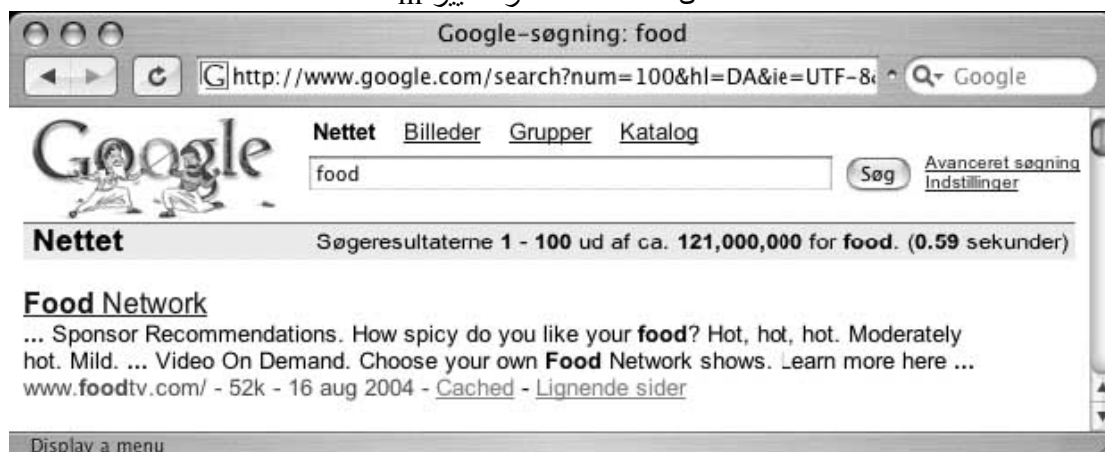 Google-søgning: food
http://www.google.com/search?num=100&hl=DA&ie=UTF-8& Google
Google
Nettet Billeder Grupper Katalog
food Søg Avanceret søgning
Indstillinger
Nettet Søgeresultaterne 1 - 100 ud af ca. 121,000,000 for food. (0.59 sekunder)
Food Network
... Sponsor Recommendations. How spicy do you like your food? Hot, hot, hot. Moderately
hot. Mild. ... Video On Demand. Choose your own Food Network shows. Learn more here ...
www.foodtv.com/ - 52k - 16 aug 2004 - Cached - Lignende sider
Display a menu